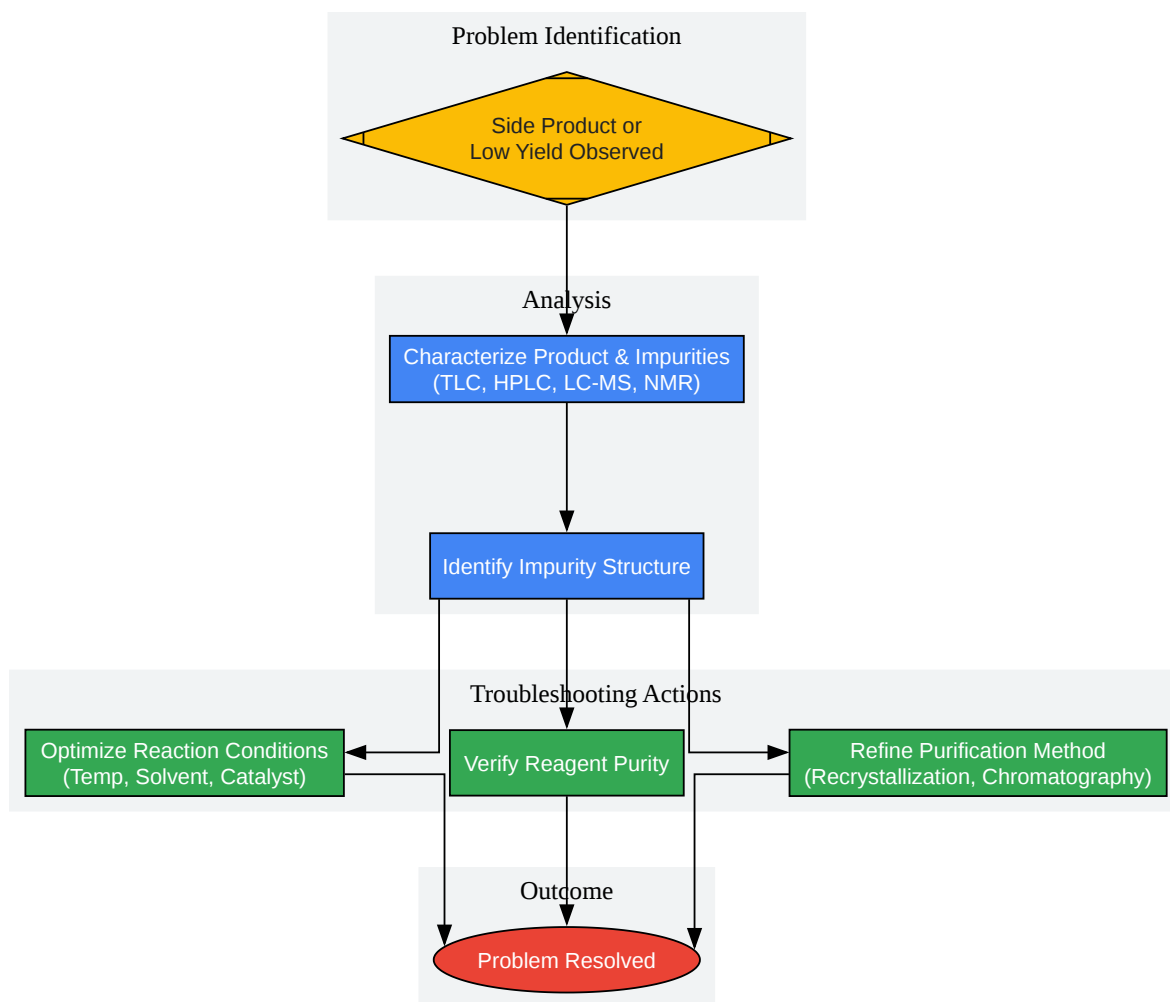 Problem Identification
Side Product or
Low Yield Observed
Analysis
Characterize Product & Impurities
(TLC, HPLC, LC-MS, NMR)
Identify Impurity Structure
Troubleshooting Actions
Optimize Reaction Conditions
(Temp, Solvent, Catalyst)
Verify Reagent Purity
Refine Purification Method
(Recrystallization, Chromatography)
Outcome
Problem Resolved